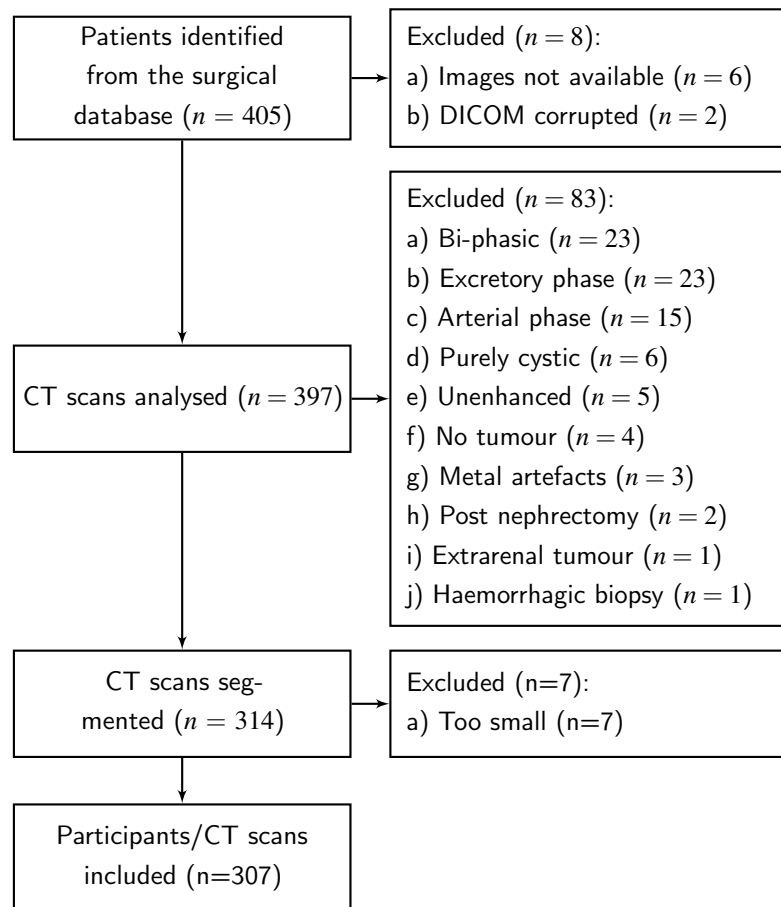 Patients identified
from the surgical
database (n = 405)
Excluded (n = 8):
a) Images not available (n = 6)
b) DICOM corrupted (n = 2)
Excluded (n = 83):
a) Bi-phasic (n = 23)
b) Excretory phase (n = 23)
c) Arterial phase (n = 15)
d) Purely cystic (n = 6)
e) Unenhanced (n = 5)
f) No tumour (n = 4)
g) Metal artefacts (n = 3)
h) Post nephrectomy (n = 2)
i) Extrarenal tumour (n = 1)
j) Haemorrhagic biopsy (n = 1)
CT scans analysed (n = 397)
CT scans seg-
mented (n = 314)
Excluded (n=7):
a) Too small (n=7)
Participants/CT scans
included (n=307)